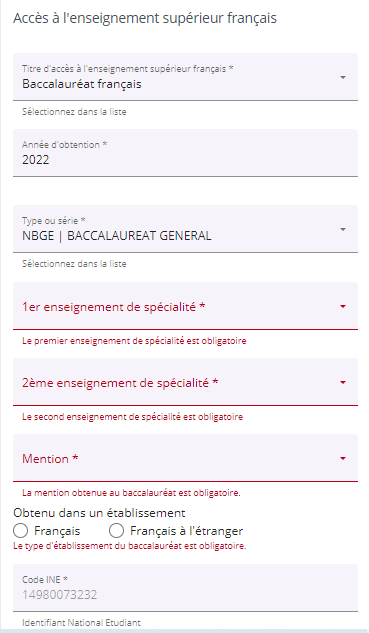 Accès à l'enseignement supérieur français
Titre d'accès à l'enseignement supérieur français *
Baccalauréat français
Sélectionnez dans la liste
Année d'obtention *
2022
Type ou série *
NBGE | BACCALAUREAT GENERAL
Sélectionnez dans la liste
1er enseignement de spécialité *
Le premier enseignement de spécialité est obligatoire
2ème enseignement de spécialité *
Le second enseignement de spécialité est obligatoire
Mention *
La mention obtenue au baccalauréat est obligatoire.
Obtenu dans un établissement
Français Français à l'étranger
Le type d'établissement du baccalauréat est obligatoire.
Code INE *
14980073232
Identifiant National Etudiant